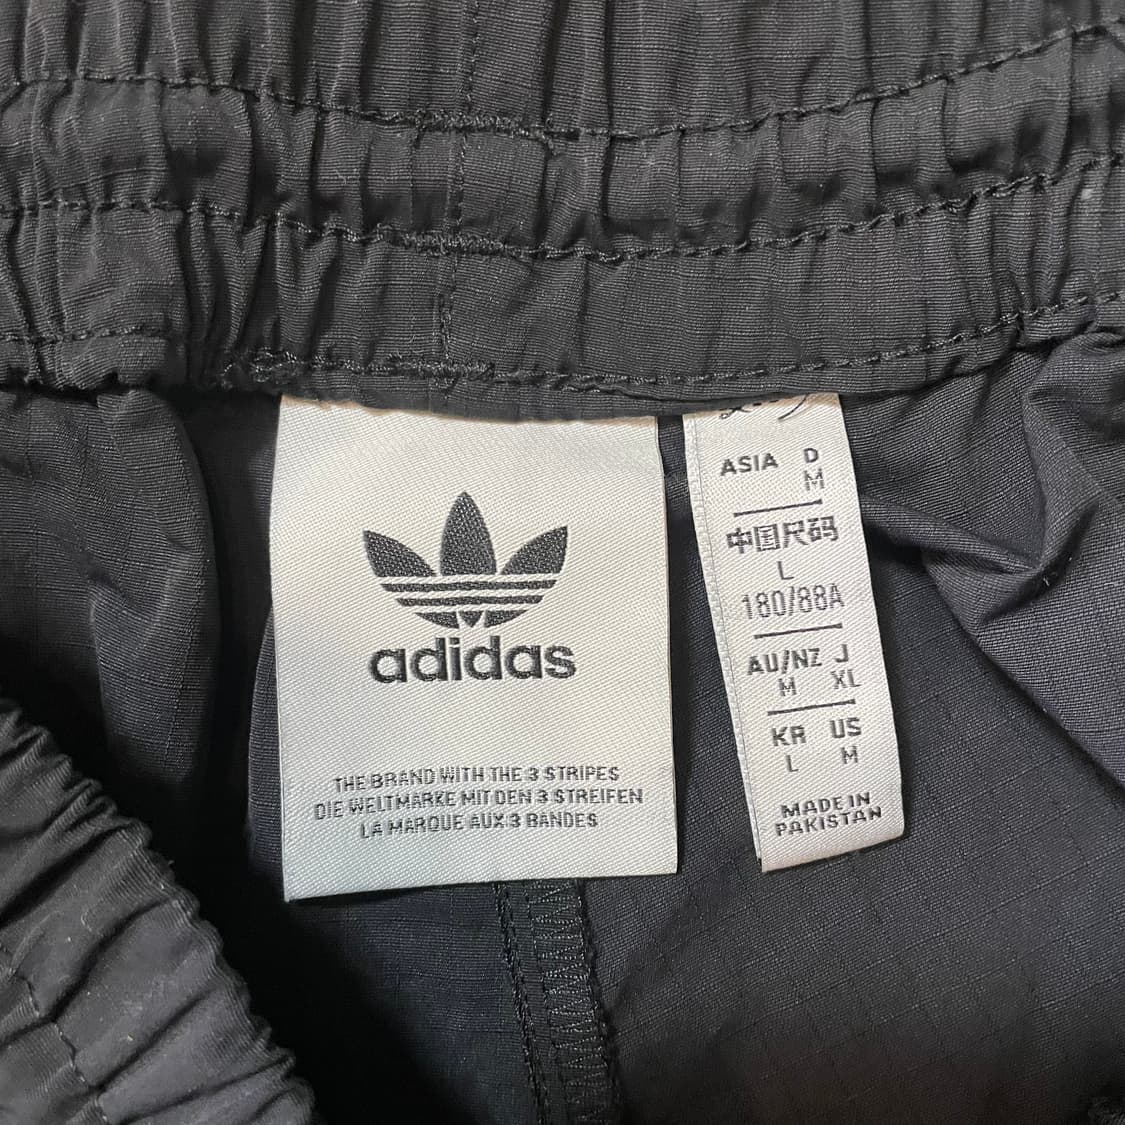 adidas
THE BRAND WITH THE 3 STRIPES
DIE WELTMARKE MIT DEN 3 STREIFEN
LA MARQUE AUX 3 BANDES
ASIA D
M
中国尺码
L
180/88A
AU/NZ J
M XL
KR US
L M
MADE IN
PAKISTAN